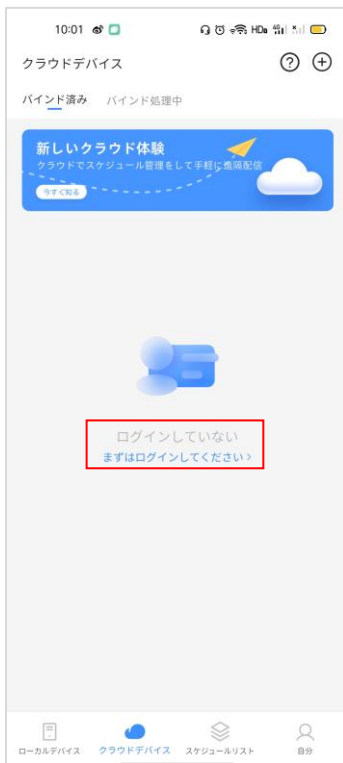 10:01 HD
クラウドデバイス
バインド済み バインド処理中
新しいクラウド体験
クラウドでスケジュール管理をして手軽に遠隔配信
今すぐ知る
ログインしていない
まずはログインしてください
ローカルデバイス クラウドデバイス スケジュールリスト 自分